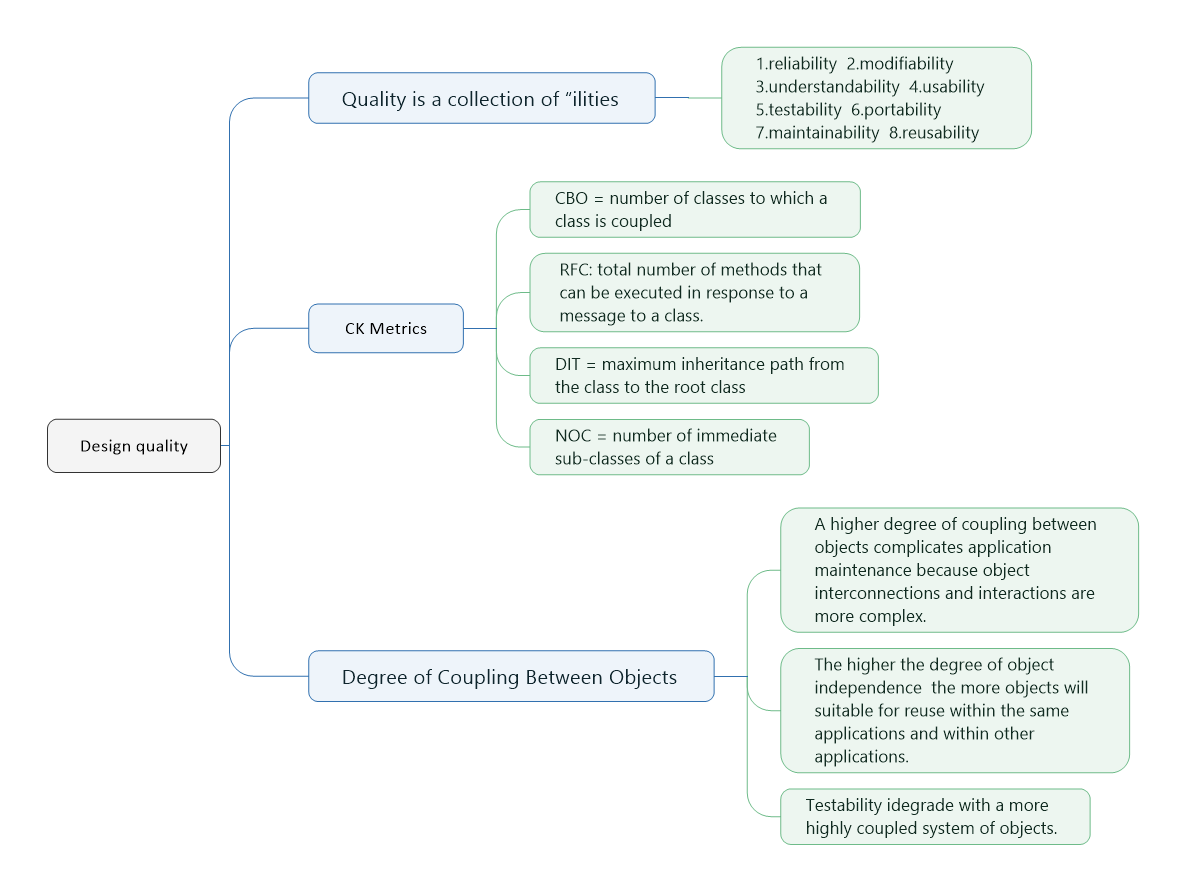 Design quality
Quality is a collection of “ilities
1.reliability  2.modifiability
3.understandability  4.usability
5.testability  6.portability
7.maintainability  8.reusability
CK Metrics
CBO = number of classes to which a
class is coupled
RFC: total number of methods that
can be executed in response to a
message to a class.
DIT = maximum inheritance path from
the class to the root class
NOC = number of immediate
sub-classes of a class
Degree of Coupling Between Objects
A higher degree of coupling between
objects complicates application
maintenance because object
interconnections and interactions are
more complex.
The higher the degree of object
independence  the more objects will
suitable for reuse within the same
applications and within other
applications.
Testability idegrade with a more
highly coupled system of objects.